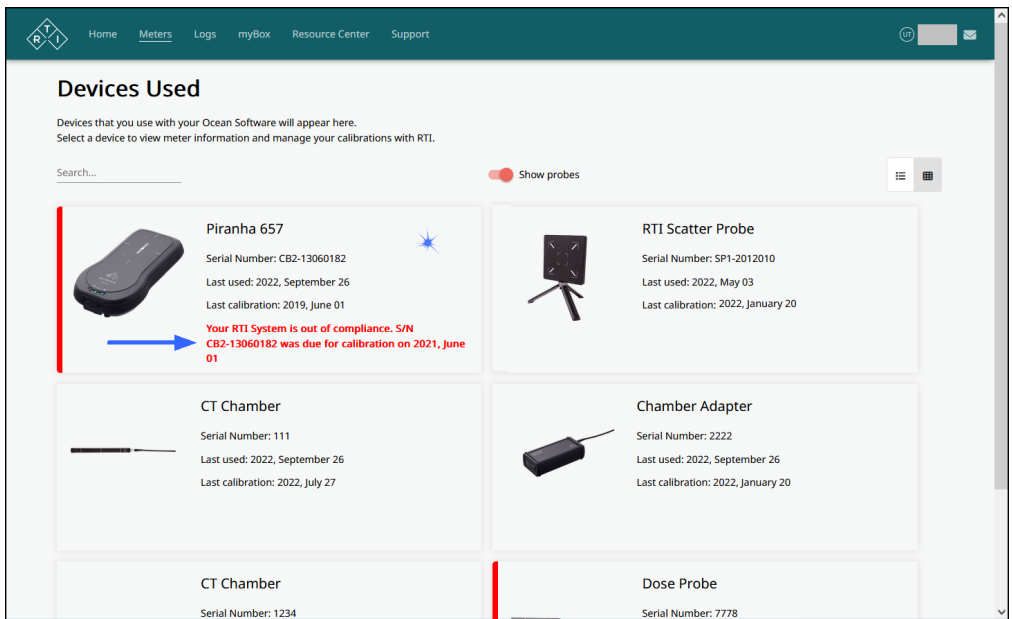 R T I
Home Meters Logs myBox Resource Center Support
UT
Devices Used
Devices that you use with your Ocean Software will appear here.
Select a device to view meter information and manage your calibrations with RTI.
Search...
Show probes
Piranha 657
Serial Number: CB2-13060182
Last used: 2022, September 26
Last calibration: 2019, June 01
Your RTI System is out of compliance. S/N
CB2-13060182 was due for calibration on 2021, June
01
RTI Scatter Probe
Serial Number: SP1-2012010
Last used: 2022, May 03
Last calibration: 2022, January 20
CT Chamber
Serial Number: 111
Last used: 2022, September 26
Last calibration: 2022, July 27
Chamber Adapter
Serial Number: 2222
Last used: 2022, September 26
Last calibration: 2022, January 20
CT Chamber
Serial Number: 1234
Dose Probe
Serial Number: 7778